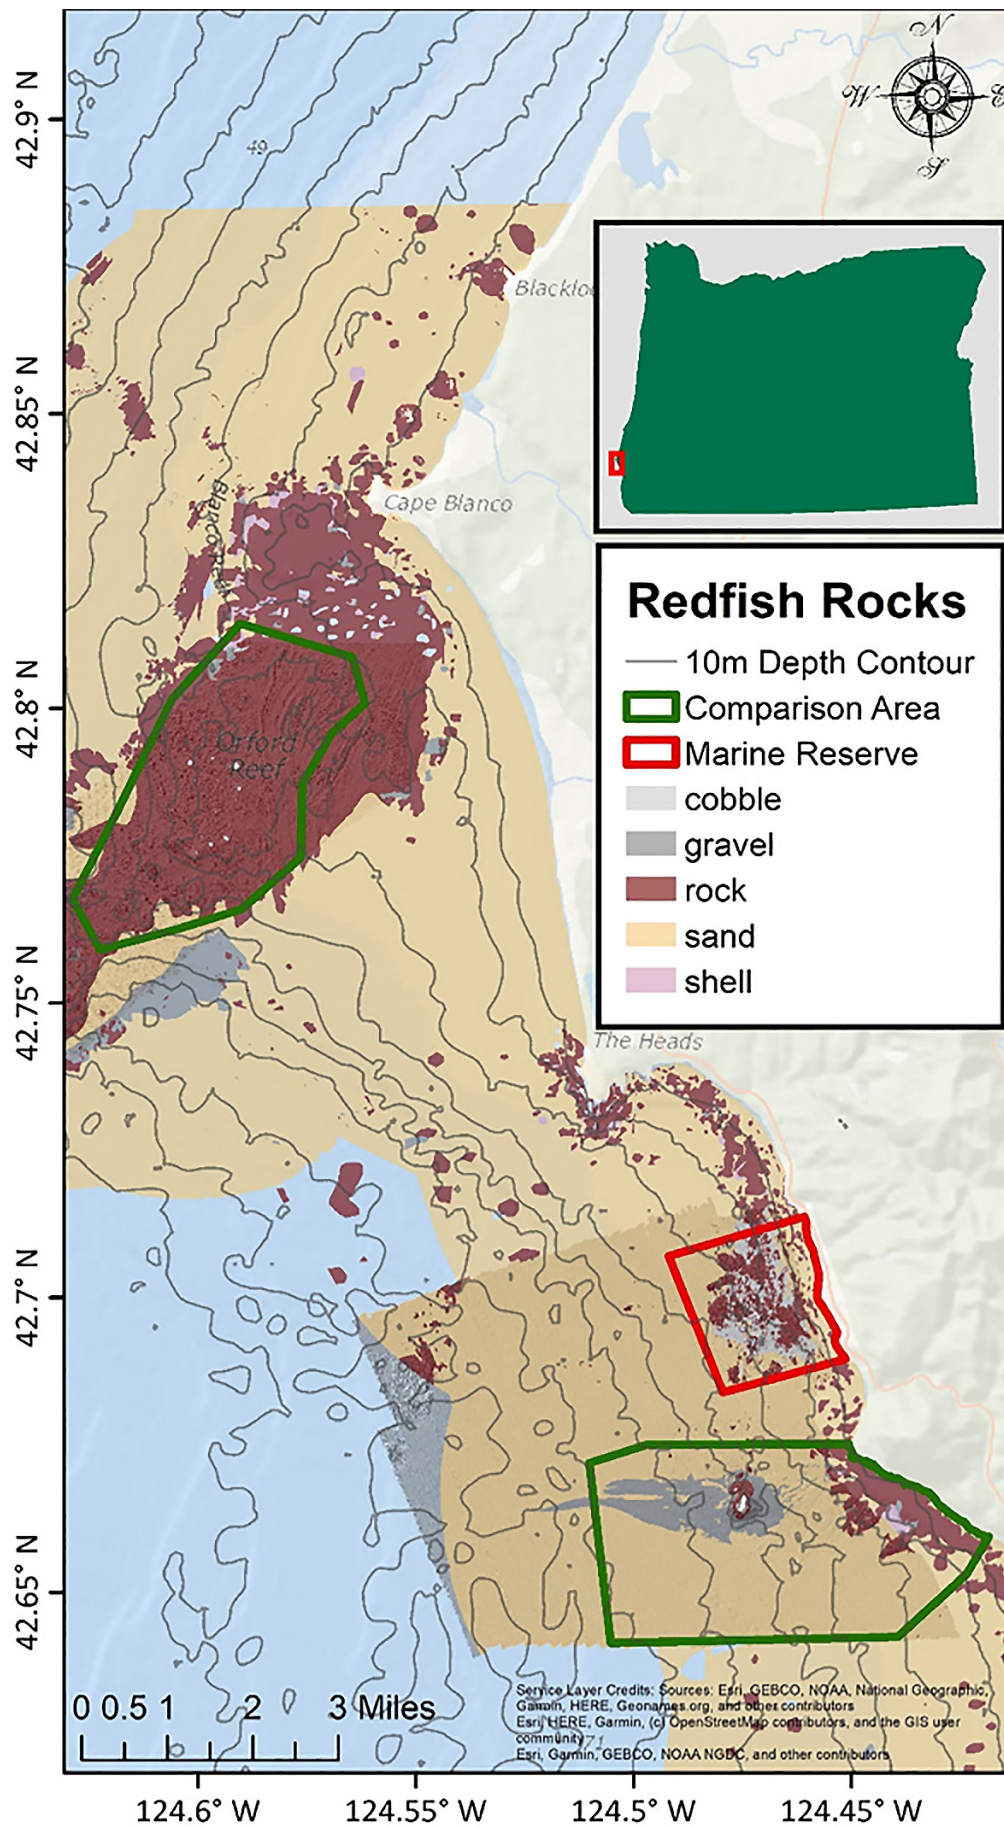 N
W
E
S
42.9° N
42.85° N
42.8° N
42.75° N
42.7° N
42.65° N
49
Blacklo
Cape Blanco
Blanco
Orford
Reef
The Heads
Redfish Rocks
10m Depth Contour
Comparison Area
Marine Reserve
cobble
gravel
rock
sand
shell
0 0.5 1 2 3 Miles
Service Layer Credits: Sources: Esri, GEBCO, NOAA, National Geographic,
Garmin, HERE, Geonames.org, and other contributors
Esri, HERE, Garmin, (c) OpenStreetMap contributors, and the GIS user
community
71
Esri, Garmin, GEBCO, NOAA NGDC, and other contributors
124.6° W
124.55° W
124.5° W
124.45° W